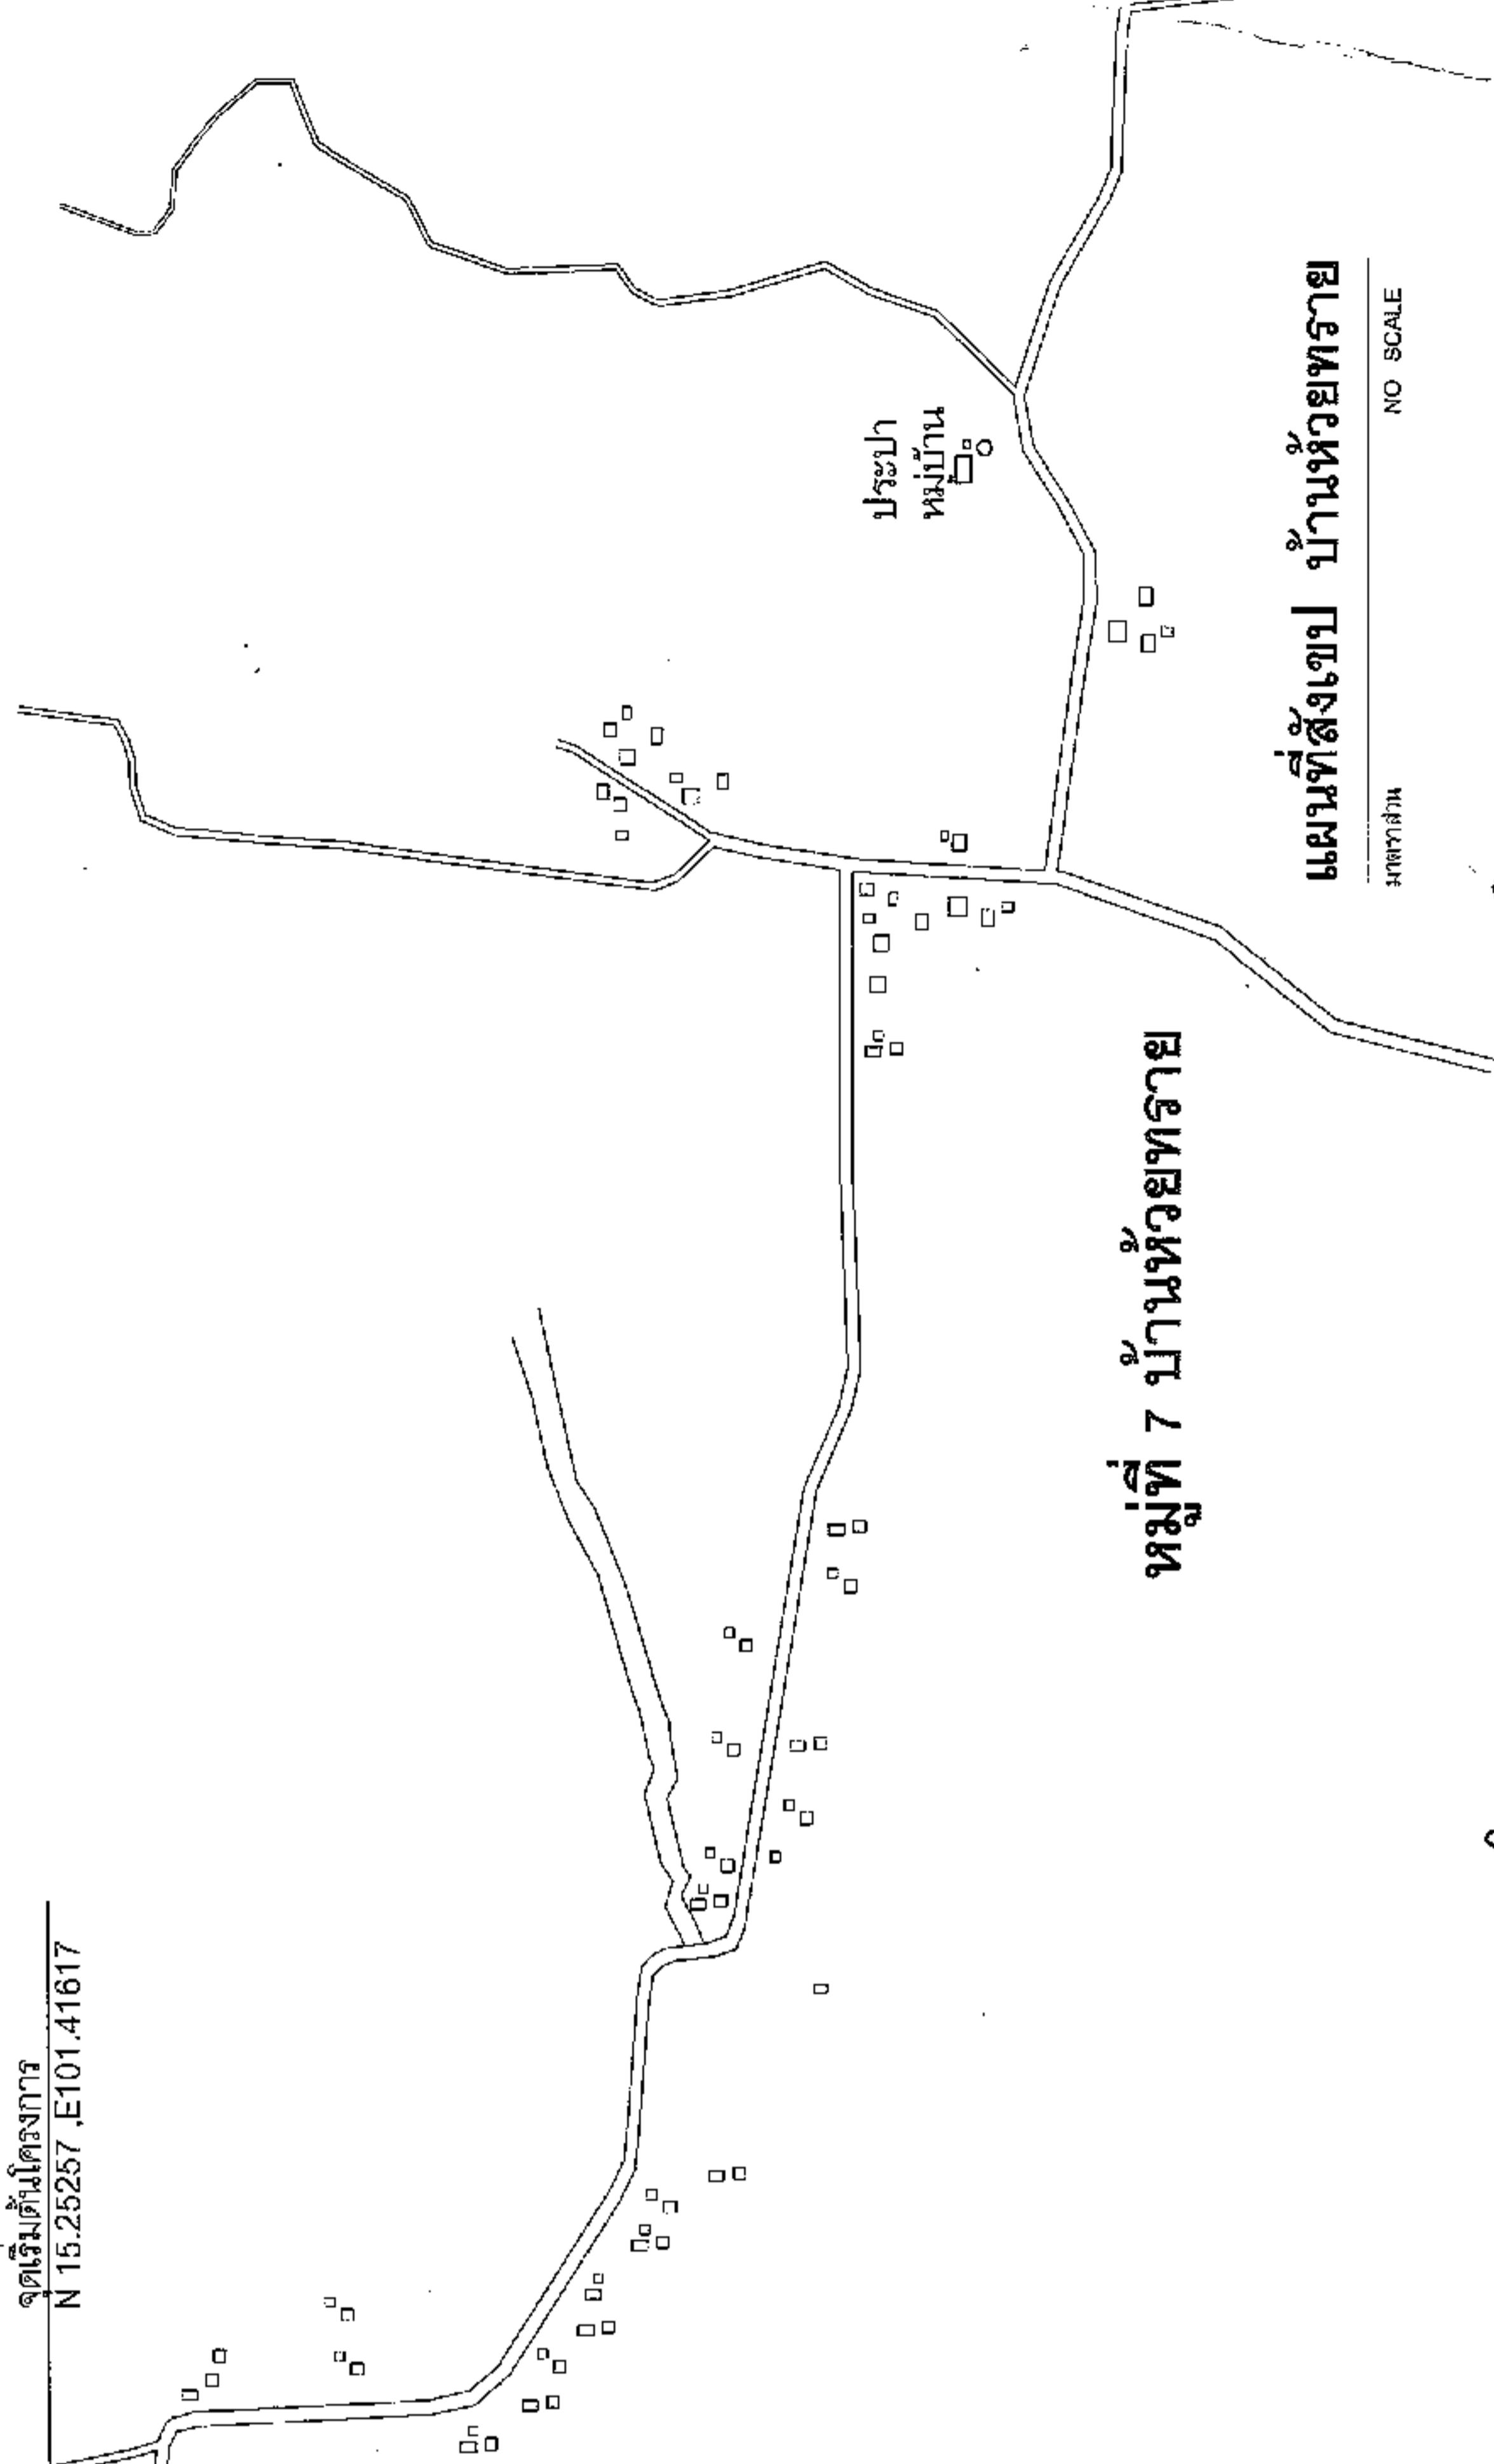 จุดเริ่มต้นโครงการ
N 15.25257 ,E101.41617
หมู่ที่ 7 บ้านห้วยทราย
ประปา
หมู่บ้าน
แผนที่สังเขป บ้านห้วยทราย
มาตราส่วน NO SCALE